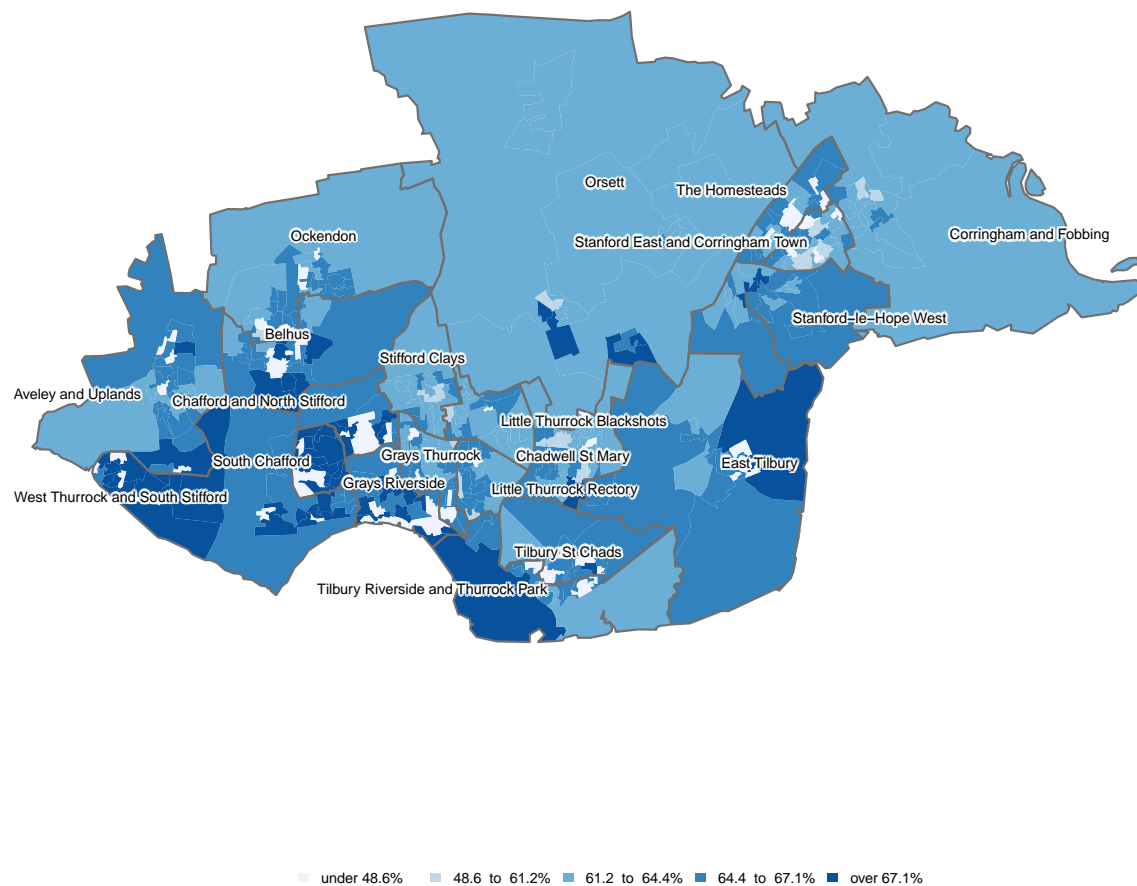 Orsett
The Homesteads
Ockendon
Stanford East and Corringham Town
Corringham and Fobbing
Stanford−le−Hope West
Belhus
Stifford Clays
Aveley and Uplands
Chafford and North Stifford
Little Thurrock Blackshots
South Chafford
Grays Thurrock
Chadwell St Mary
East Tilbury
Grays Riverside
Little Thurrock Rectory
West Thurrock and South Stifford
Tilbury St Chads
Tilbury Riverside and Thurrock Park
under 48.6% 48.6 to 61.2% 61.2 to 64.4% 64.4 to 67.1% over 67.1%